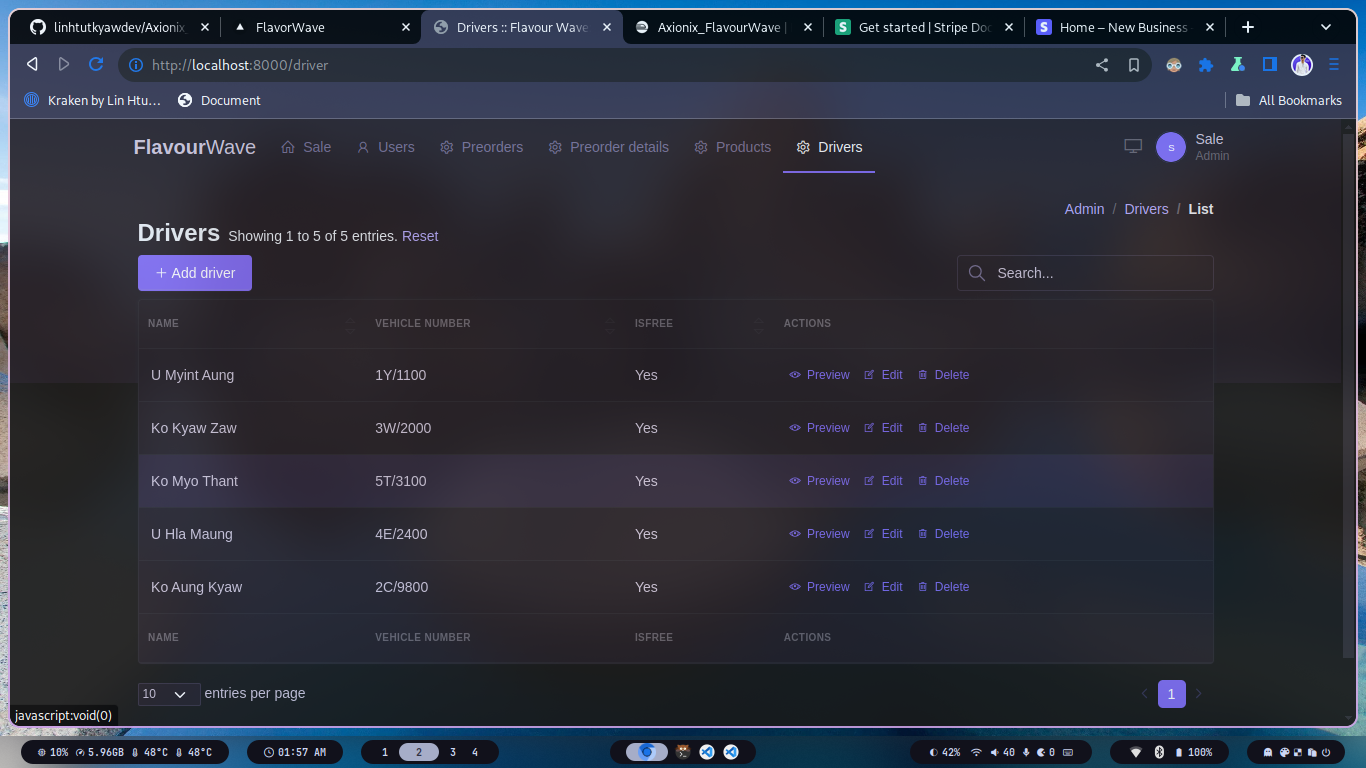 linhtutkyawdev/Axionix_
FlavorWave
Drivers :: Flavour Wave
Axionix_FlavourWave |
Get started | Stripe Doc
Home – New Business
http://localhost:8000/driver
Kraken by Lin Htu…
Document
All Bookmarks
FlavourWave
Sale
Users
Preorders
Preorder details
Products
Drivers
S
Sale
Admin
Admin / Drivers / List
Drivers Showing 1 to 5 of 5 entries. Reset
+ Add driver
Search...
NAME VEHICLE NUMBER ISFREE ACTIONS
U Myint Aung 1Y/1100 Yes Preview Edit Delete
Ko Kyaw Zaw 3W/2000 Yes Preview Edit Delete
Ko Myo Thant 5T/3100 Yes Preview Edit Delete
U Hla Maung 4E/2400 Yes Preview Edit Delete
Ko Aung Kyaw 2C/9800 Yes Preview Edit Delete
NAME VEHICLE NUMBER ISFREE ACTIONS
10 entries per page
1
javascript:void(0)
10% 5.96GB 48°C 48°C
01:57 AM
1 2 3 4
42% 40 0
100%